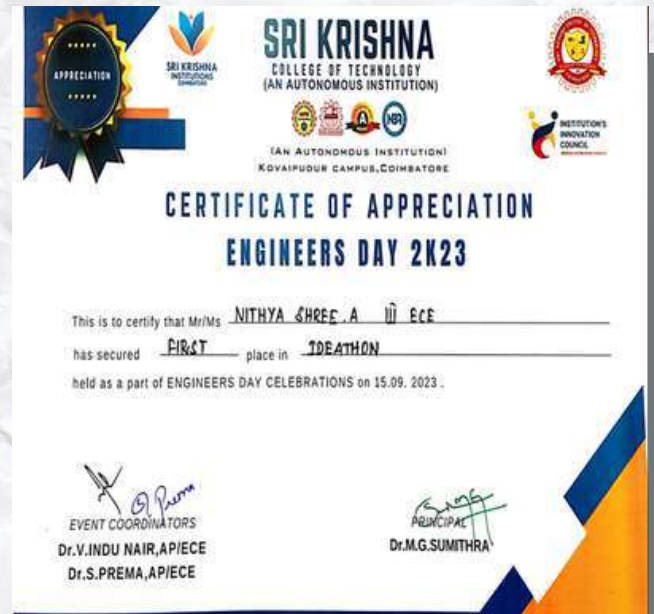 APPRECIATION
SRI KRISHNA
INSTITUTIONS
COIMBATORE
SRI KRISHNA
COLLEGE OF TECHNOLOGY
(AN AUTONOMOUS INSTITUTION)
NBA
INSTITUTION'S
INNOVATION
COUNCIL
(AN AUTONOMOUS INSTITUTION)
KOVAIPUDUR CAMPUS,COIMBATORE
CERTIFICATE OF APPRECIATION
ENGINEERS DAY 2K23
This is to certify that Mr/Ms NITHYA SHREE.A III ECE
has secured FIRST place in IDEATHON
held as a part of ENGINEERS DAY CELEBRATIONS on 15.09. 2023 .
S. Prema
EVENT COORDINATORS
Dr.V.INDU NAIR,AP/ECE
Dr.S.PREMA,AP/ECE
PRINCIPAL
Dr.M.G.SUMITHRA